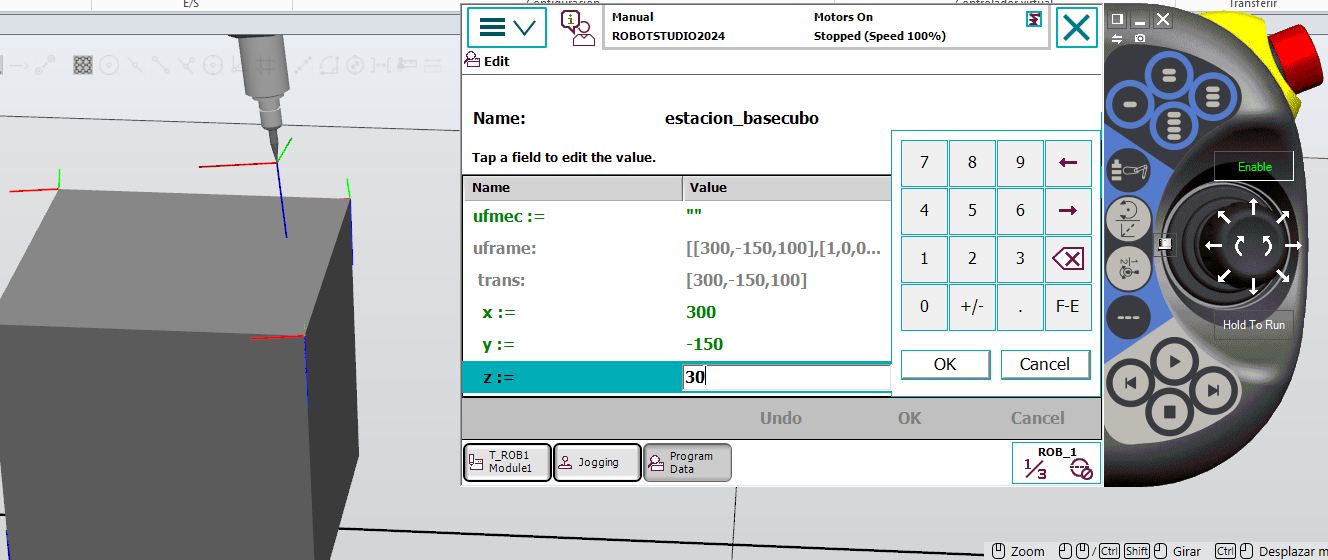 Configuración
Controlador virtual
Transferir
E/S
Manual
ROBOTSTUDIO2024
Motors On
Stopped (Speed 100%)
Edit
Name: estacion_basecubo
Tap a field to edit the value.
Name Value
ufmec := ""
uframe: [[300,-150,100],[1,0,0...
trans: [300,-150,100]
x := 300
y := -150
z := 30
7 8 9 ←
4 5 6 →
1 2 3
0 +/- . F-E
OK Cancel
Undo OK Cancel
T_ROB1
Module1
Jogging
Program
Data
ROB_1
1/3
Enable
Hold To Run
Zoom / Ctrl Shift Girar Ctrl Desplazar m